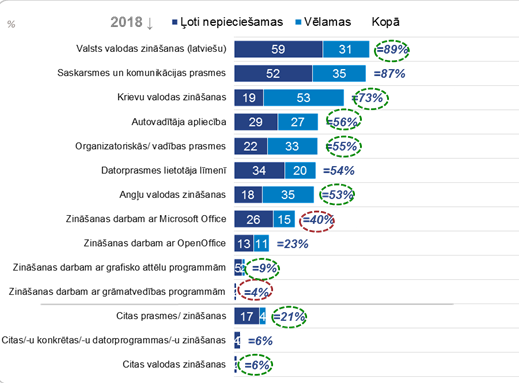 %
2018 ↓ Ļoti nepieciešamas Vēlamas Kopā
Valsts valodas zināšanas (latviešu) 59 31 =89%
Saskarsmes un komunikācijas prasmes 52 35 =87%
Krievu valodas zināšanas 19 53 =73%
Autovadītāja apliecība 29 27 =56%
Organizatoriskās/ vadības prasmes 22 33 =55%
Datorprasmes lietotāja līmenī 34 20 =54%
Angļu valodas zināšanas 18 35 =53%
Zināšanas darbam ar Microsoft Office 26 15 =40%
Zināšanas darbam ar OpenOffice 13 11 =23%
Zināšanas darbam ar grafisko attēlu programmām 5 =9%
Zināšanas darbam ar grāmatvedības programmām =4%
Citas prasmes/ zināšanas 17 4 =21%
Citas/-u konkrētas/-u datorprogrammas/-u zināšanas 4 =6%
Citas valodas zināšanas =6%